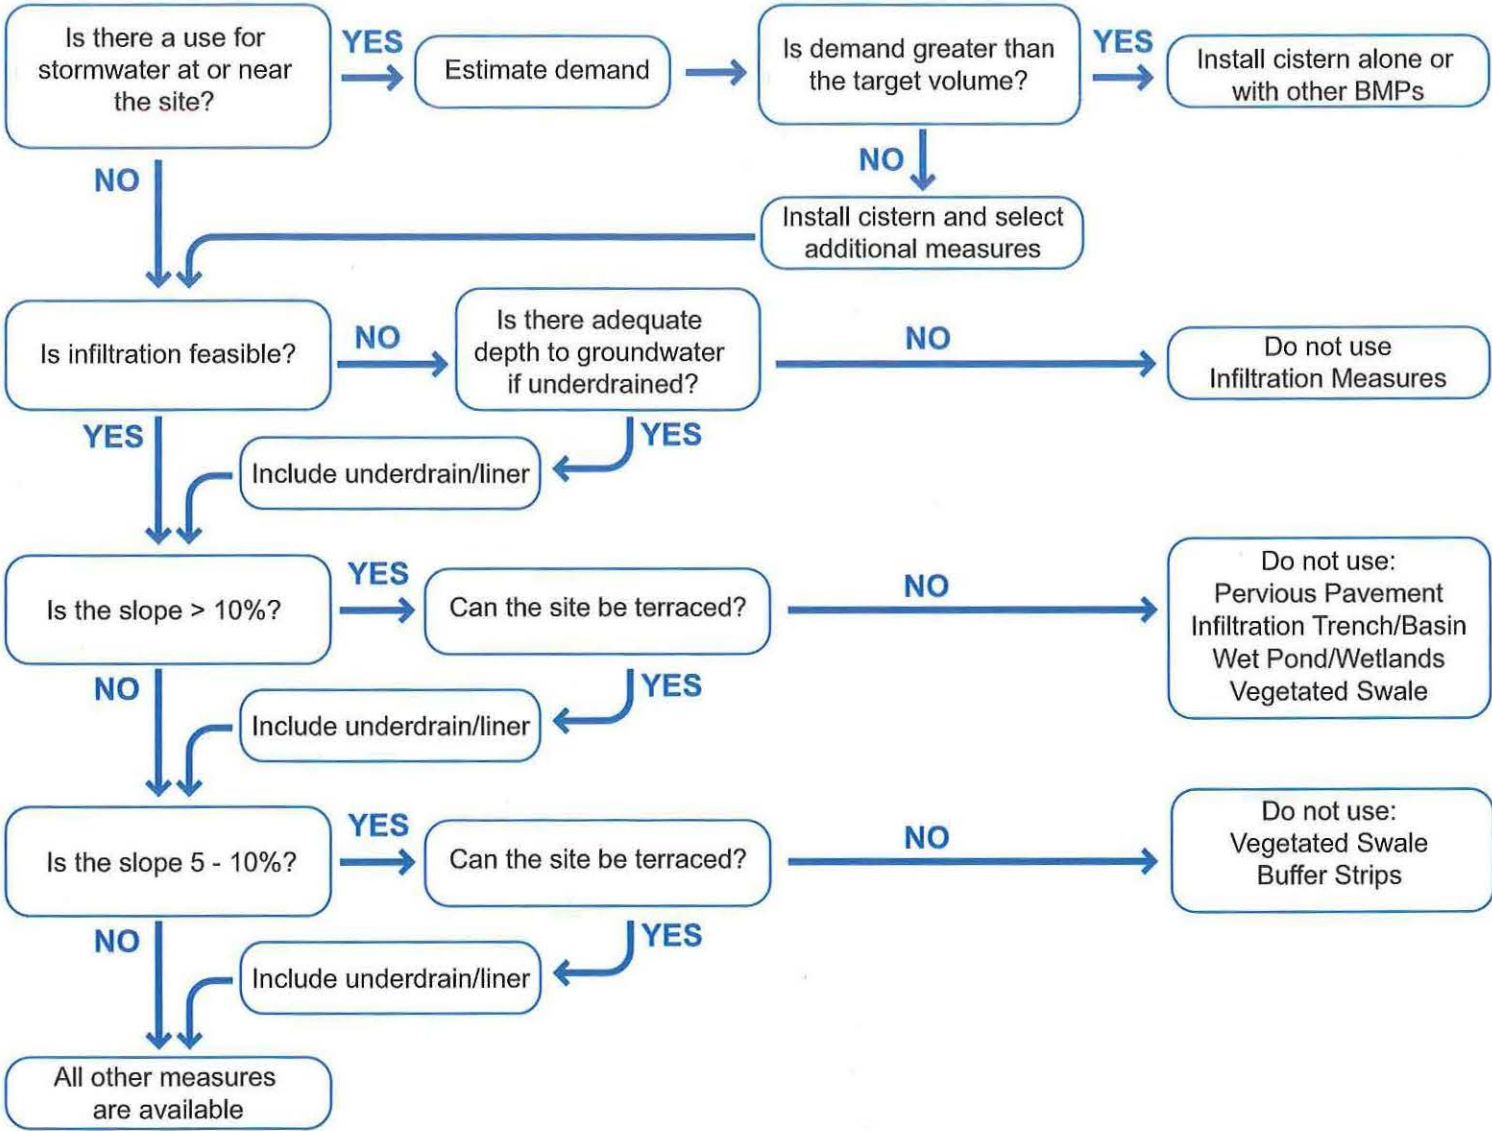 Is there a use for
stormwater at or near
the site?
YES
Estimate demand
Is demand greater than
the target volume?
YES
Install cistern alone or
with other BMPs
NO
NO
Install cistern and select
additional measures
Is infiltration feasible?
NO
Is there adequate
depth to groundwater
if underdrained?
NO
Do not use
Infiltration Measures
YES
YES
Include underdrain/liner
Is the slope > 10%?
YES
Can the site be terraced?
NO
Do not use:
Pervious Pavement
Infiltration Trench/Basin
Wet Pond/Wetlands
Vegetated Swale
NO
YES
Include underdrain/liner
Is the slope 5 - 10%?
YES
Can the site be terraced?
NO
Do not use:
Vegetated Swale
Buffer Strips
NO
YES
Include underdrain/liner
All other measures
are available